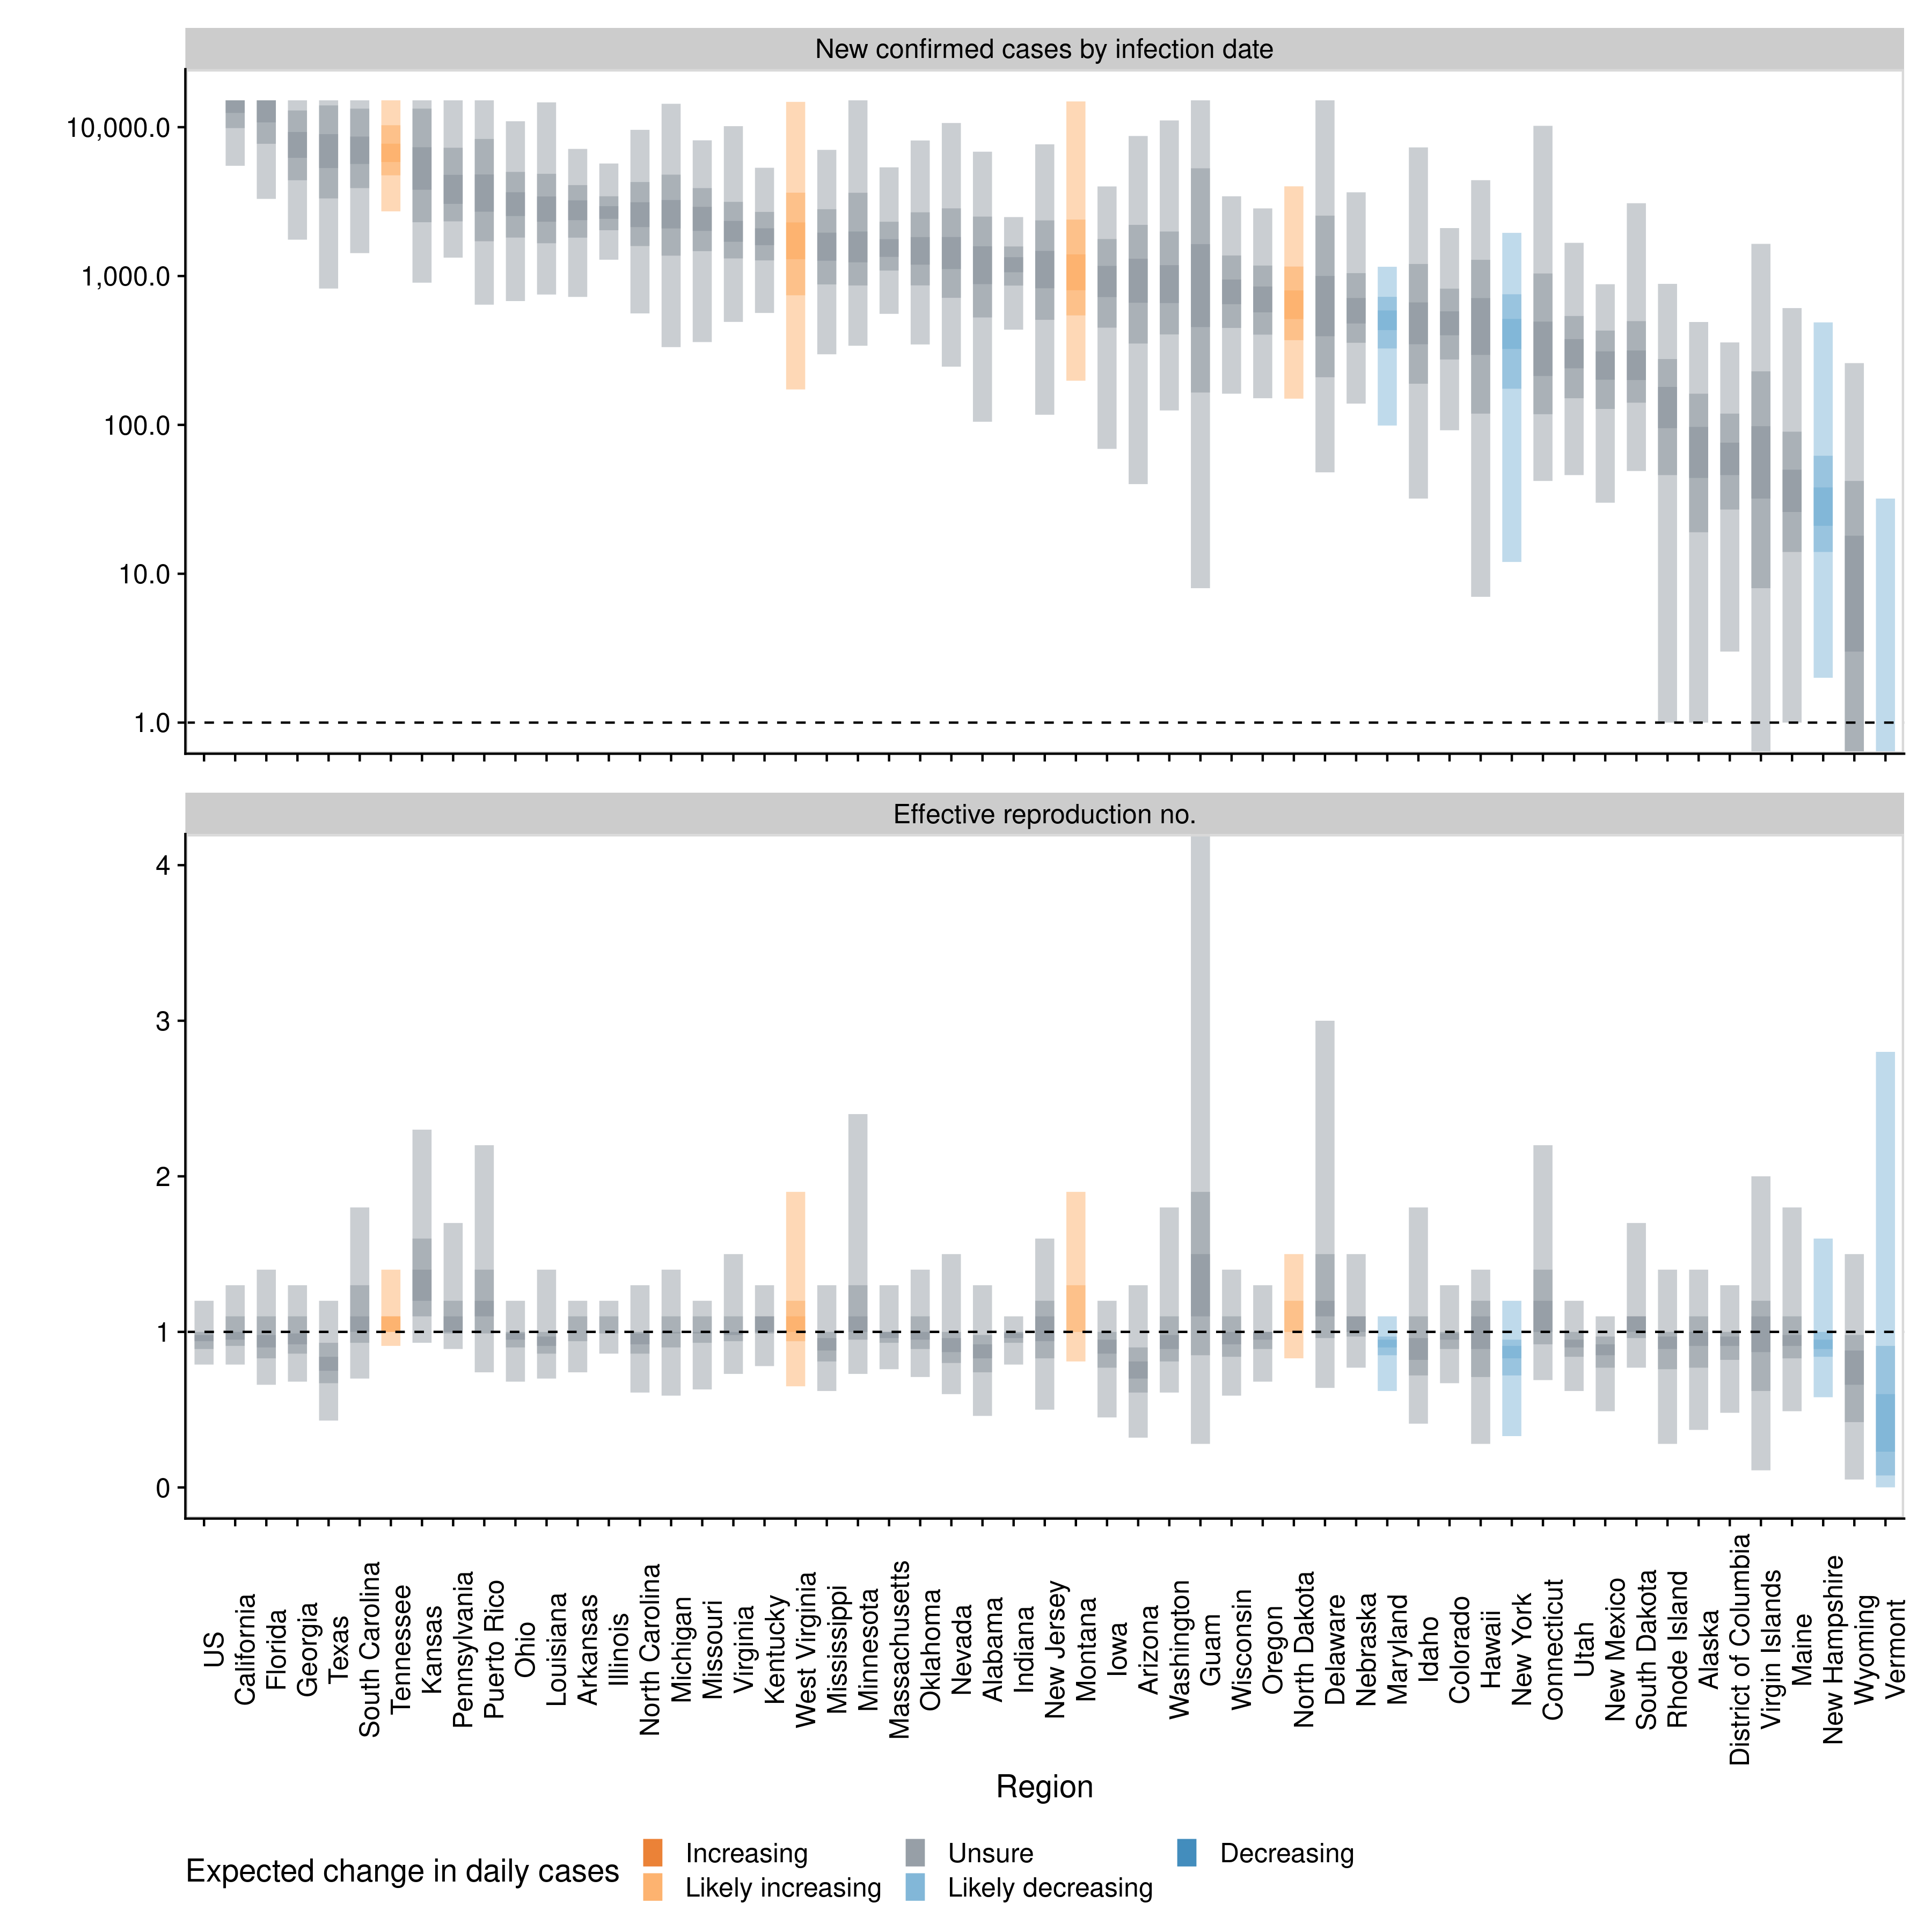 New confirmed cases by infection date
10,000.0
1,000.0
100.0
10.0
1.0
Effective reproduction no.
4
3
2
1
0
US
California
Florida
Georgia
Texas
South Carolina
Tennessee
Kansas
Pennsylvania
Puerto Rico
Ohio
Louisiana
Arkansas
Illinois
North Carolina
Michigan
Missouri
Virginia
Kentucky
West Virginia
Mississippi
Minnesota
Massachusetts
Oklahoma
Nevada
Alabama
Indiana
New Jersey
Montana
Iowa
Arizona
Washington
Guam
Wisconsin
Oregon
North Dakota
Delaware
Nebraska
Maryland
Idaho
Colorado
Hawaii
New York
Connecticut
Utah
New Mexico
South Dakota
Rhode Island
Alaska
District of Columbia
Virgin Islands
Maine
New Hampshire
Wyoming
Vermont
Region
Expected change in daily cases
Increasing
Likely increasing
Unsure
Likely decreasing
Decreasing